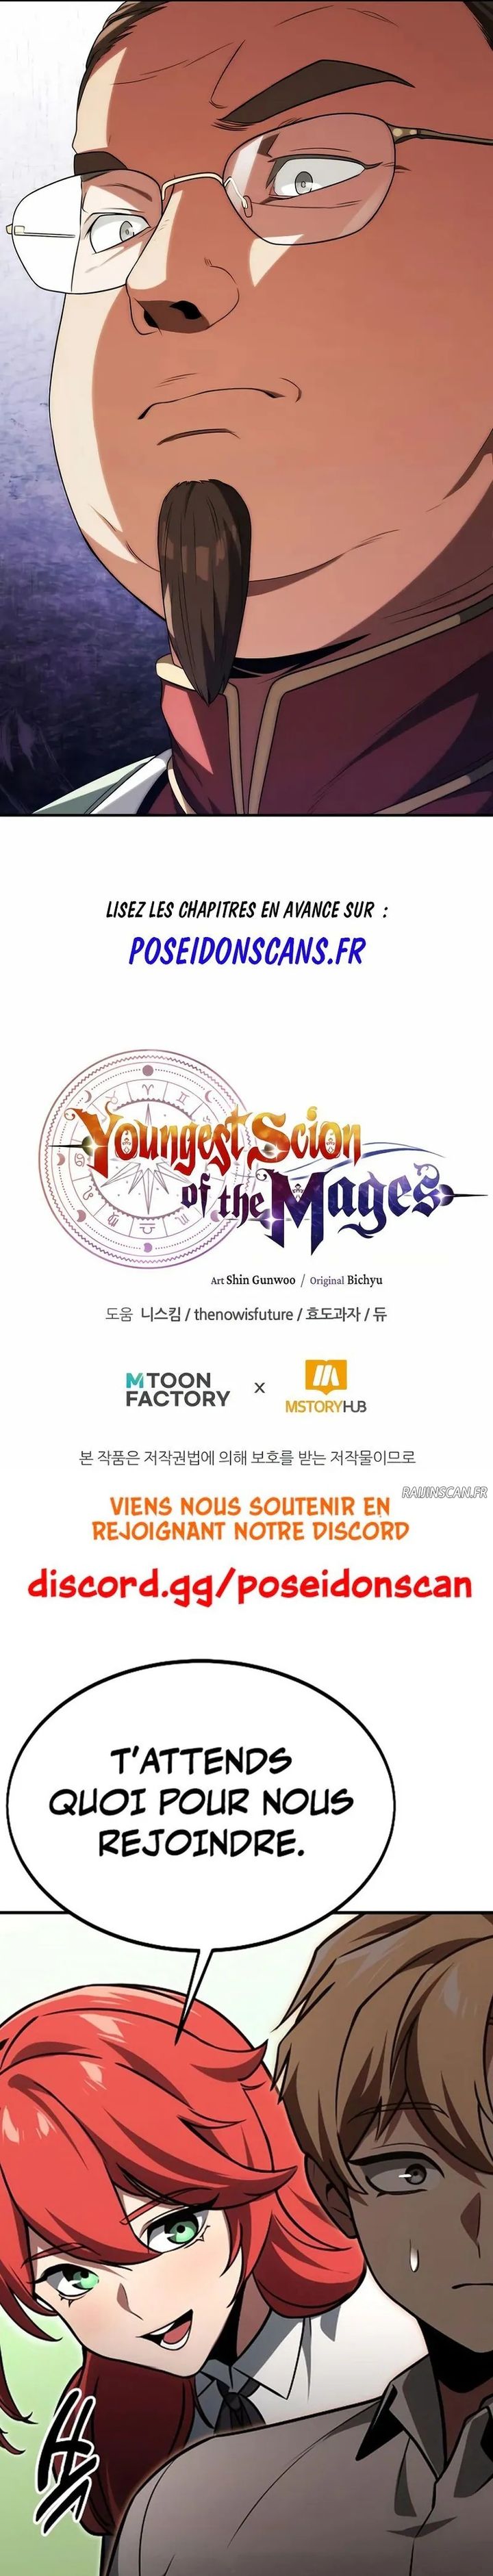 LISEZ LES CHAPITRES EN AVANCE SUR :
POSEIDONSCANS.FR
Youngest Scion
of the Mages
Art Shin Gunwoo / Original Bichyu
도움 니스킴 / thenowisfuture / 효도과자 / 듀
MTOON
FACTORY
x
MSTORYHUB
본 작품은 저작권법에 의해 보호를 받는 저작물이므로
RAIJINSCAN.FR
VIENS NOUS SOUTENIR EN
REJOIGNANT NOTRE DISCORD
discord.gg/poseidonscan
T'ATTENDS
QUOI POUR NOUS
REJOINDRE.